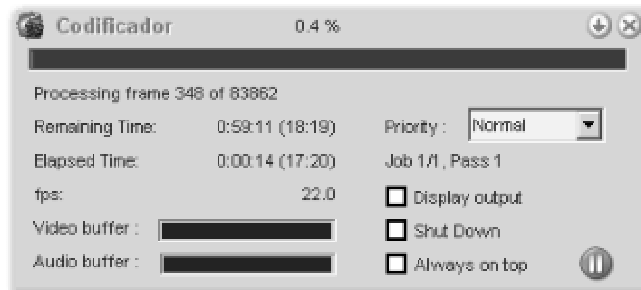 Codificador 0.4 %
Processing frame 348 of 83862
Remaining Time: 0:59:11 (18:19) Priority : Normal
Elapsed Time: 0:00:14 (17:20) Job 1/1, Pass 1
fps: 22.0 Display output
Video buffer : Shut Down
Audio buffer : Always on top